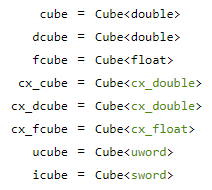 cube = Cube<double>
dcube = Cube<double>
fcube = Cube<float>
cx_cube = Cube<cx_double>
cx_dcube = Cube<cx_double>
cx_fcube = Cube<cx_float>
ucube = Cube<uword>
icube = Cube<sword>